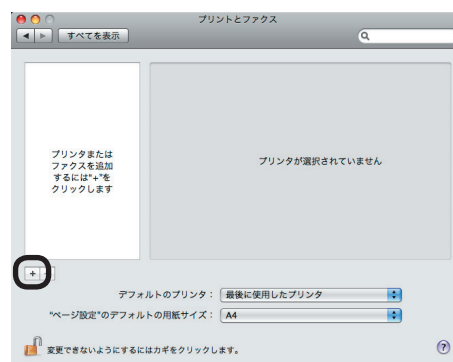 プリントとファクス
すべてを表示
プリンタまたは
ファクスを追加
するには“+”を
クリックします
プリンタが選択されていません
+ -
デフォルトのプリンタ： 最後に使用したプリンタ
“ページ設定”のデフォルトの用紙サイズ： A4
変更できないようにするにはカギをクリックします。
?